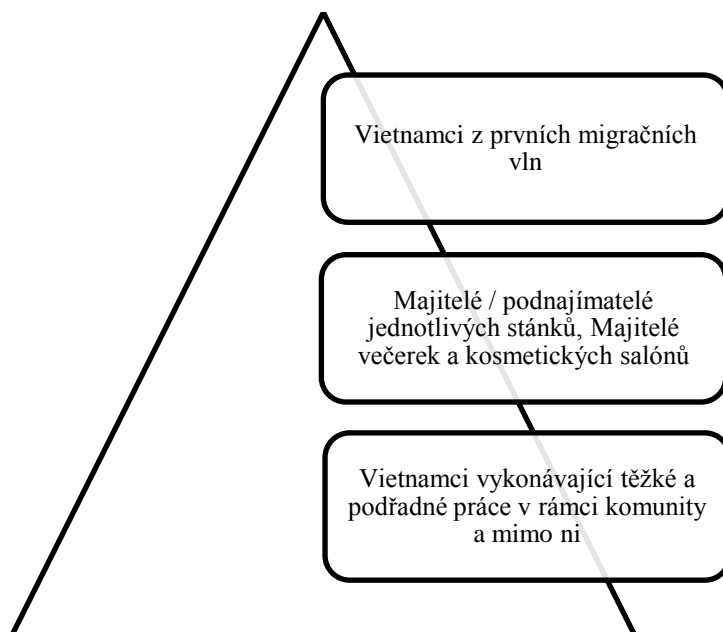 Vietnamci z prvních migračních
vln
Majitelé / podnajímatelé
jednotlivých stánků, Majitelé
večerek a kosmetických salónů
Vietnamci vykonávající těžké a
podřadné práce v rámci komunity
a mimo ni